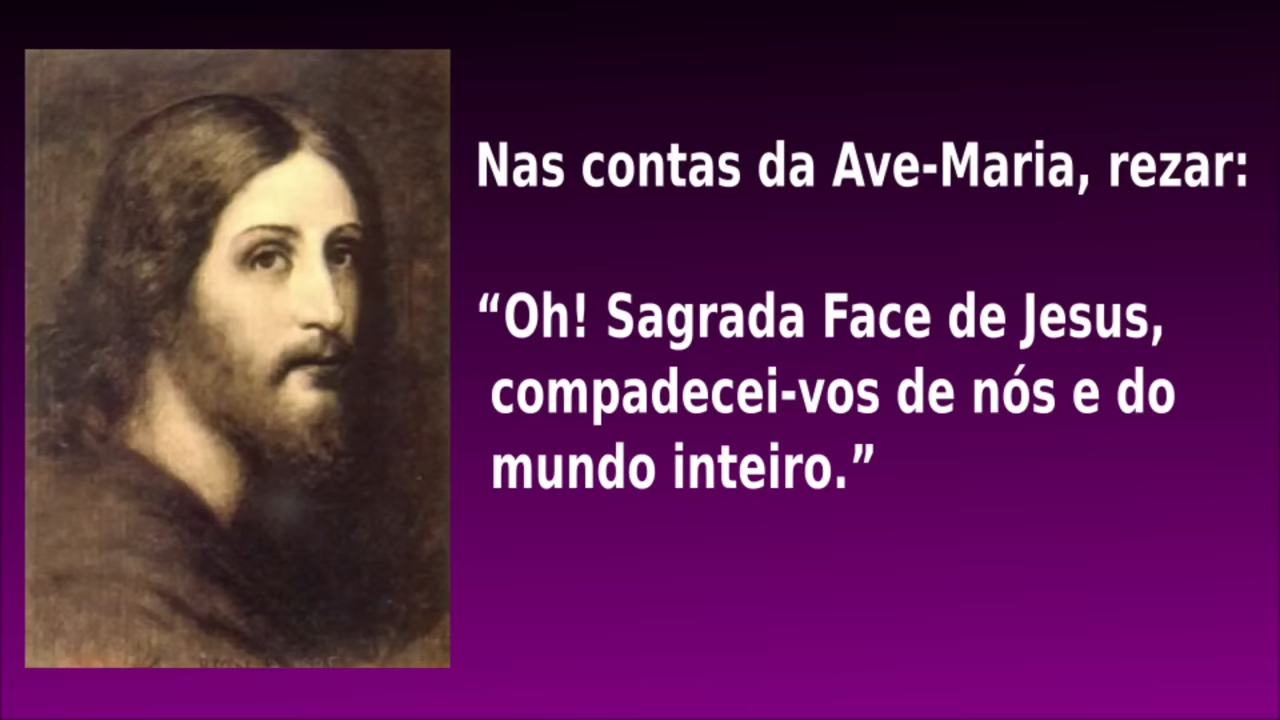 Nas contas da Ave-Maria, rezar:
“Oh! Sagrada Face de Jesus,
compadecei-vos de nós e do
mundo inteiro.”